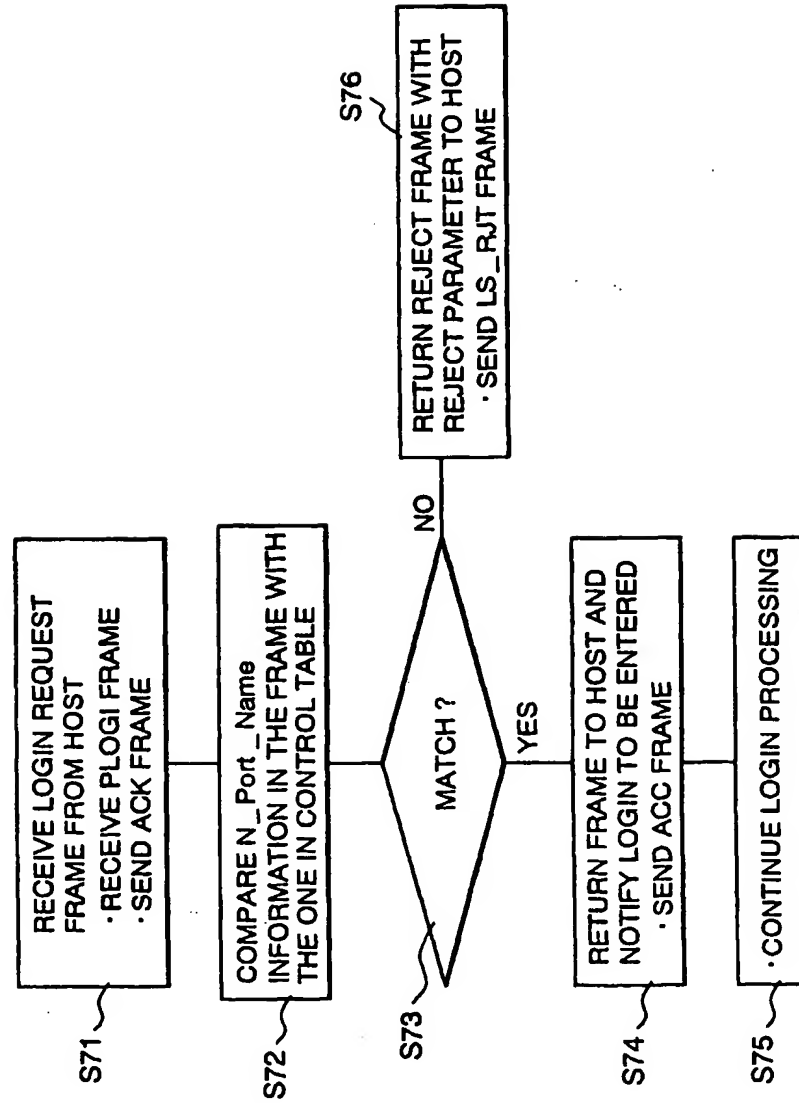 S71
RECEIVE LOGIN REQUEST
FRAME FROM HOST
· RECEIVE PLOGI FRAME
· SEND ACK FRAME
S72
COMPARE N_Port_Name
INFORMATION IN THE FRAME WITH
THE ONE IN CONTROL TABLE
S73
MATCH ?
NO
YES
S76
RETURN REJECT FRAME WITH
REJECT PARAMETER TO HOST
· SEND LS_RJT FRAME
S74
RETURN FRAME TO HOST AND
NOTIFY LOGIN TO BE ENTERED
· SEND ACC FRAME
S75
· CONTINUE LOGIN PROCESSING